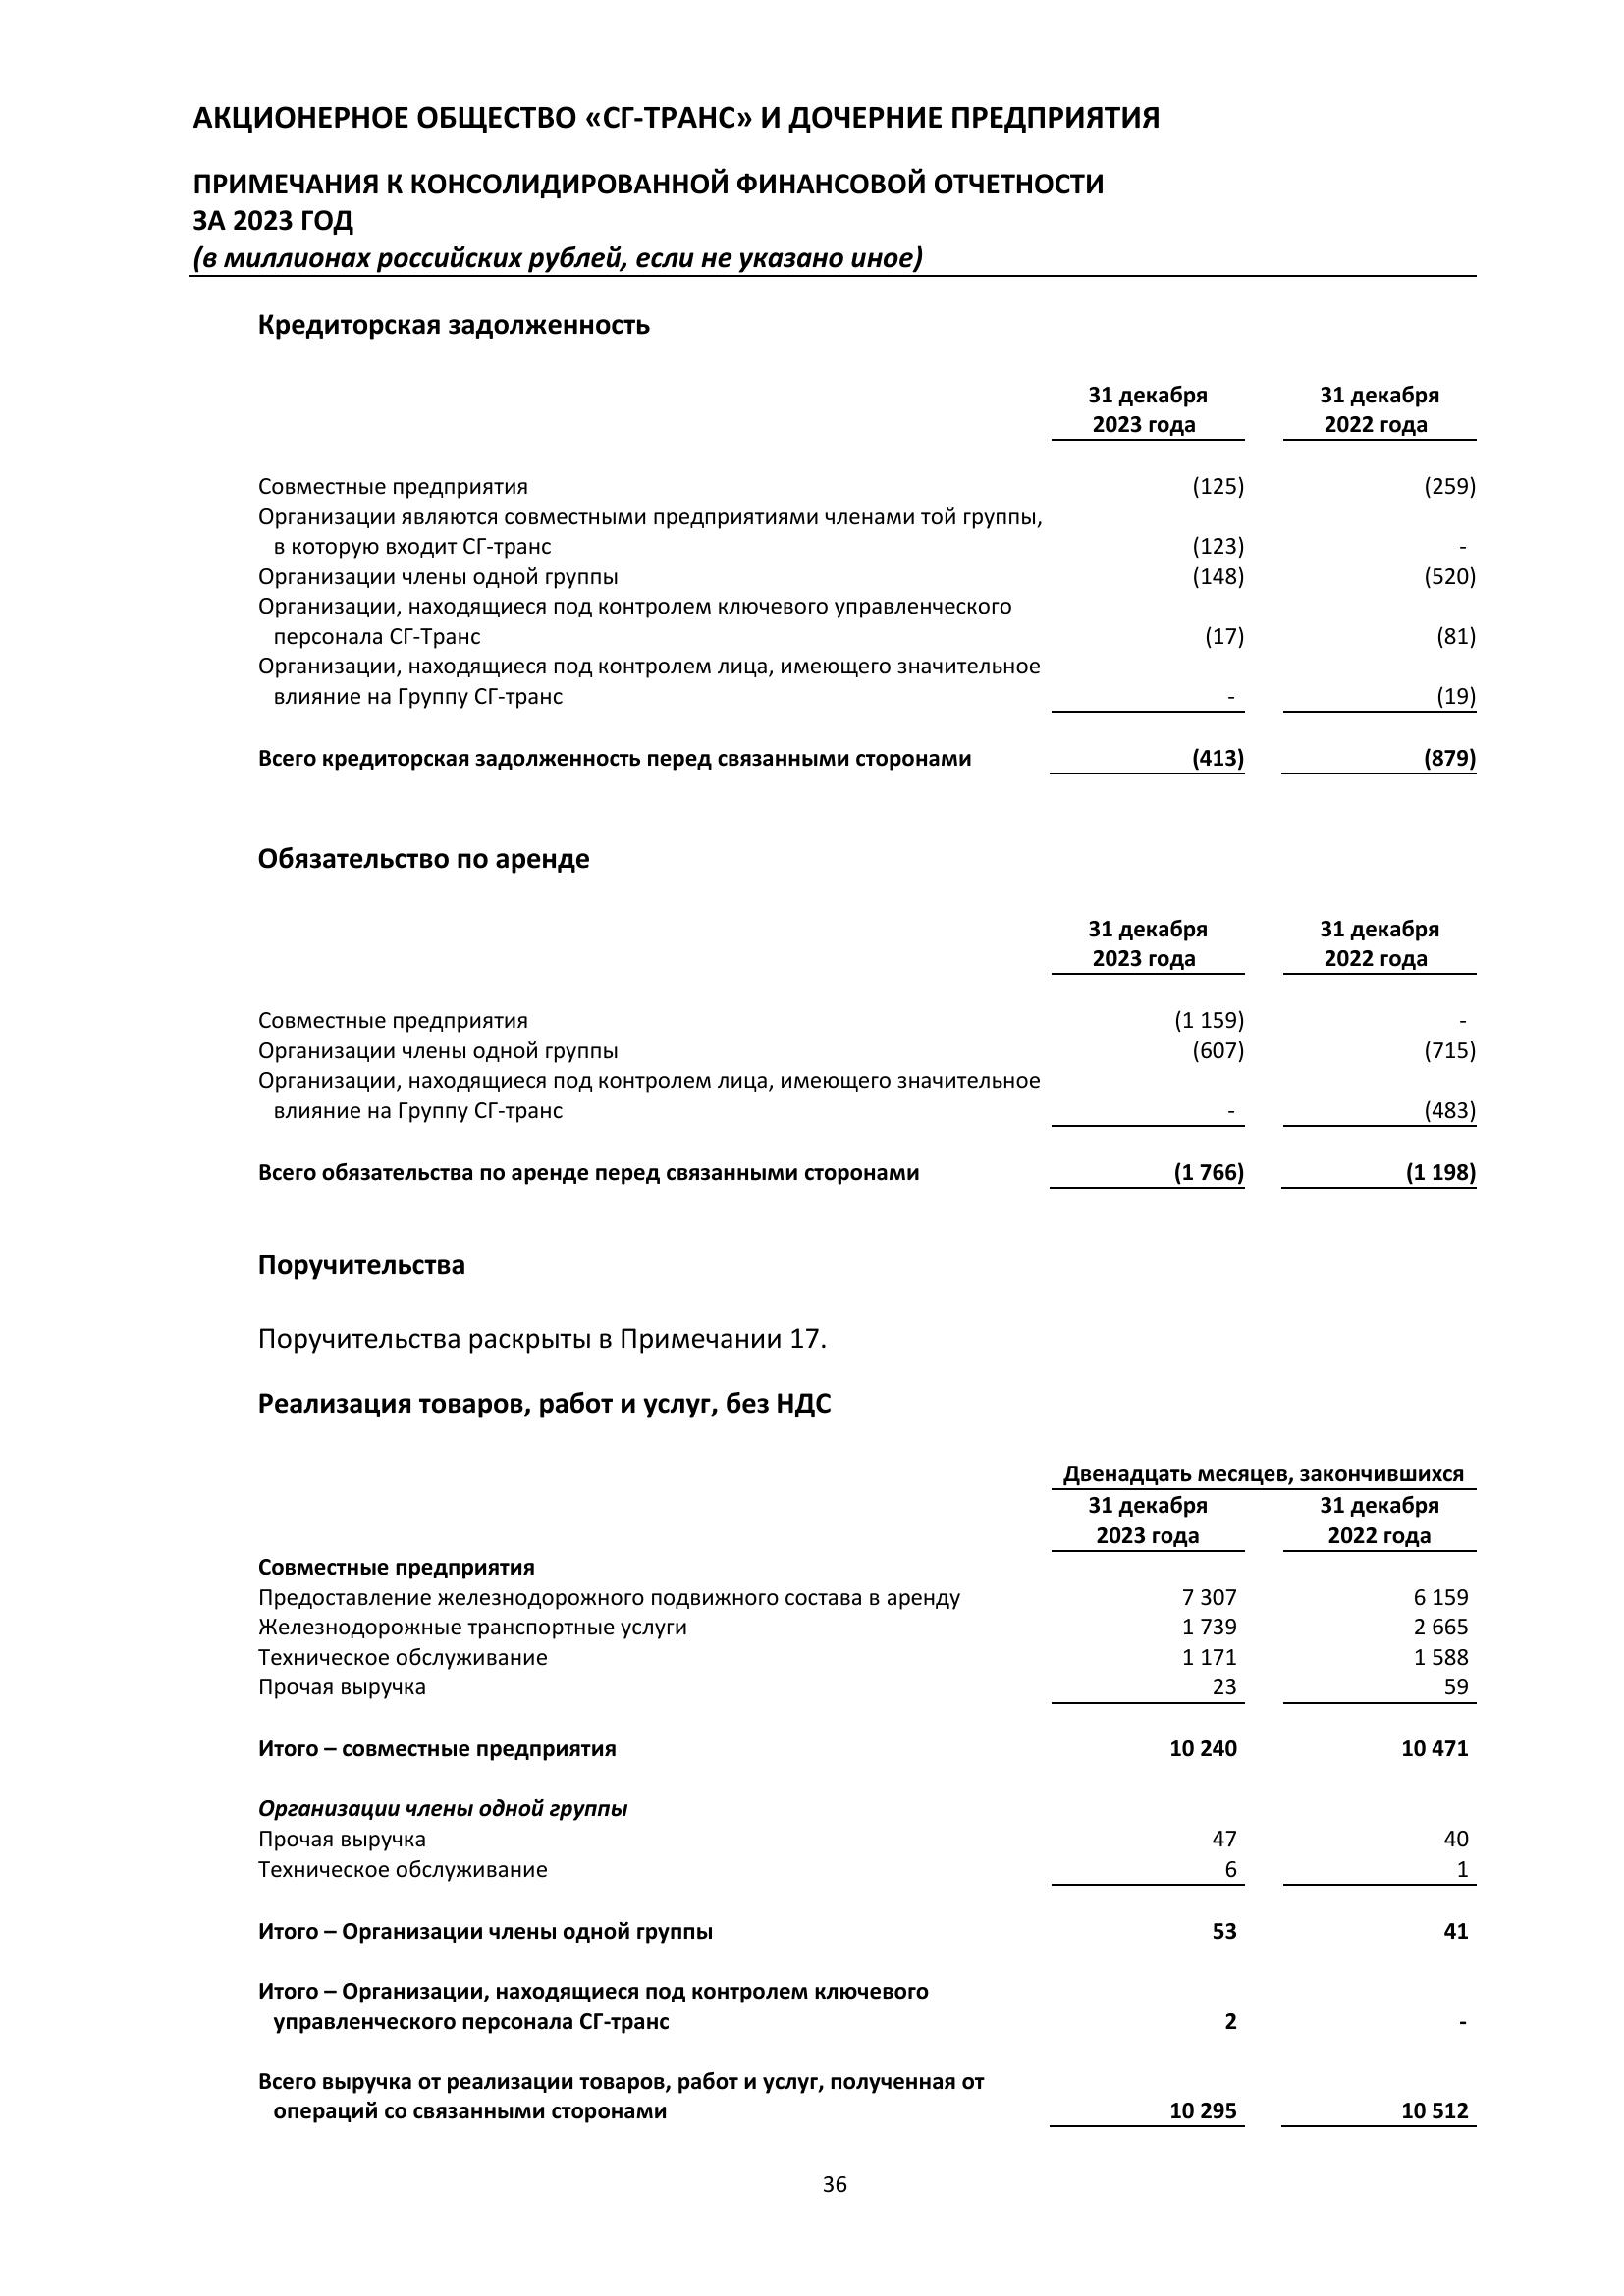 АКЦИОНЕРНОЕ ОБЩЕСТВО «СГ-ТРАНС» И ДОЧЕРНИЕ ПРЕДПРИЯТИЯ
ПРИМЕЧАНИЯ К КОНСОЛИДИРОВАННОЙ ФИНАНСОВОЙ ОТЧЕТНОСТИ
ЗА 2023 ГОД
(в миллионах российских рублей, если не указано иное)
Кредиторская задолженность
31 декабря 31 декабря
2023 года 2022 года
Совместные предприятия (125) (259)
Организации являются совместными предприятиями членами той группы,
в которую входит СГ-транс (123) -
Организации члены одной группы (148) (520)
Организации, находящиеся под контролем ключевого управленческого
персонала СГ-Транс (17) (81)
Организации, находящиеся под контролем лица, имеющего значительное
влияние на Группу СГ-транс - (19)
Всего кредиторская задолженность перед связанными сторонами (413) (879)
Обязательство по аренде
31 декабря 31 декабря
2023 года 2022 года
Совместные предприятия (1 159) -
Организации члены одной группы (607) (715)
Организации, находящиеся под контролем лица, имеющего значительное
влияние на Группу СГ-транс - (483)
Всего обязательства по аренде перед связанными сторонами (1 766) (1 198)
Поручительства
Поручительства раскрыты в Примечании 17.
Реализация товаров, работ и услуг, без НДС
Двенадцать месяцев, закончившихся
31 декабря 31 декабря
2023 года 2022 года
Совместные предприятия
Предоставление железнодорожного подвижного состава в аренду 7 307 6 159
Железнодорожные транспортные услуги 1 739 2 665
Техническое обслуживание 1 171 1 588
Прочая выручка 23 59
Итого – совместные предприятия 10 240 10 471
Организации члены одной группы
Прочая выручка 47 40
Техническое обслуживание 6 1
Итого – Организации члены одной группы 53 41
Итого – Организации, находящиеся под контролем ключевого
управленческого персонала СГ-транс 2 -
Всего выручка от реализации товаров, работ и услуг, полученная от
операций со связанными сторонами 10 295 10 512
36